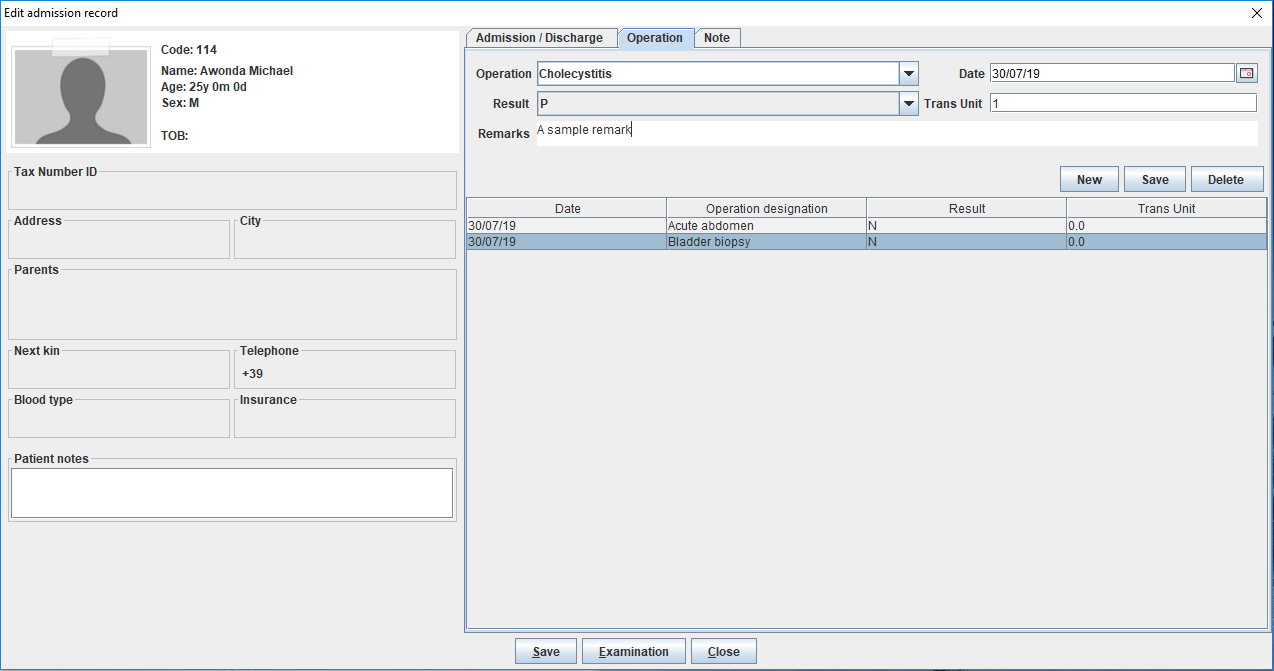 Edit admission record
Code: 114
Name: Awonda Michael
Age: 25y 0m 0d
Sex: M
TOB:
Tax Number ID
Address City
Parents
Next kin Telephone
+39
Blood type Insurance
Patient notes
Admission / Discharge Operation Note
Operation Cholecystitis Date 30/07/19
Result P Trans Unit 1
Remarks A sample remark
New Save Delete
Date Operation designation Result Trans Unit
30/07/19 Acute abdomen N 0.0
30/07/19 Bladder biopsy N 0.0
Save Examination Close